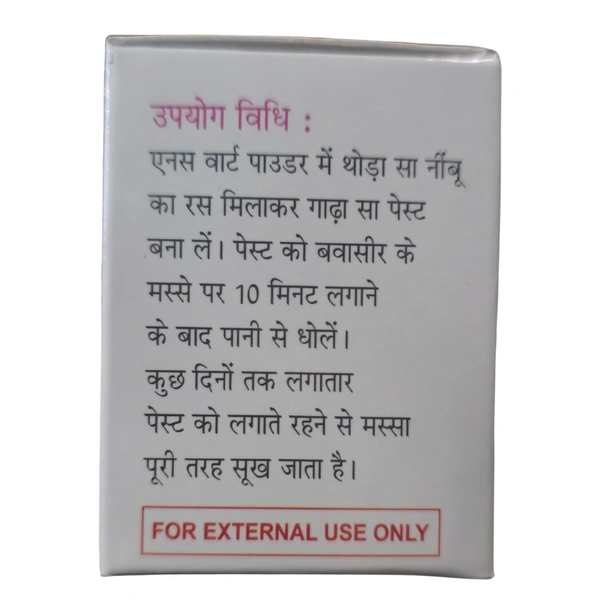 उपयोग विधि :
एनस वार्ट पाउडर में थोड़ा सा नींबू
का रस मिलाकर गाढ़ा सा पेस्ट
बना लें। पेस्ट को बवासीर के
मस्से पर 10 मिनट लगाने
के बाद पानी से धोलें।
कुछ दिनों तक लगातार
पेस्ट को लगाते रहने से मस्सा
पूरी तरह सूख जाता है।
FOR EXTERNAL USE ONLY